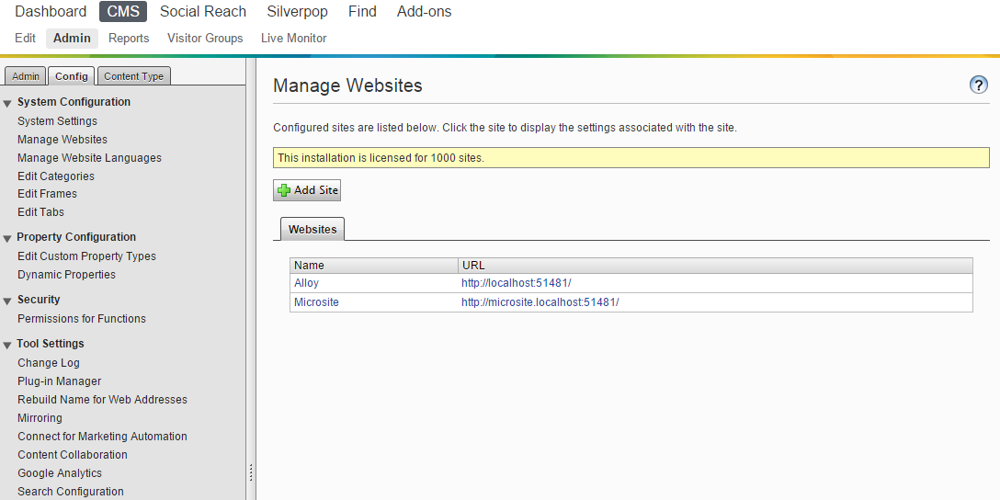 Dashboard CMS Social Reach Silverpop Find Add-ons
Edit Admin Reports Visitor Groups Live Monitor
Admin Config Content Type
System Configuration
System Settings
Manage Websites
Manage Website Languages
Edit Categories
Edit Frames
Edit Tabs
Property Configuration
Edit Custom Property Types
Dynamic Properties
Security
Permissions for Functions
Tool Settings
Change Log
Plug-in Manager
Rebuild Name for Web Addresses
Mirroring
Connect for Marketing Automation
Content Collaboration
Google Analytics
Search Configuration
Manage Websites
?
Configured sites are listed below. Click the site to display the settings associated with the site.
This installation is licensed for 1000 sites.
Add Site
Websites
Name URL
Alloy http://localhost:51481/
Microsite http://microsite.localhost:51481/